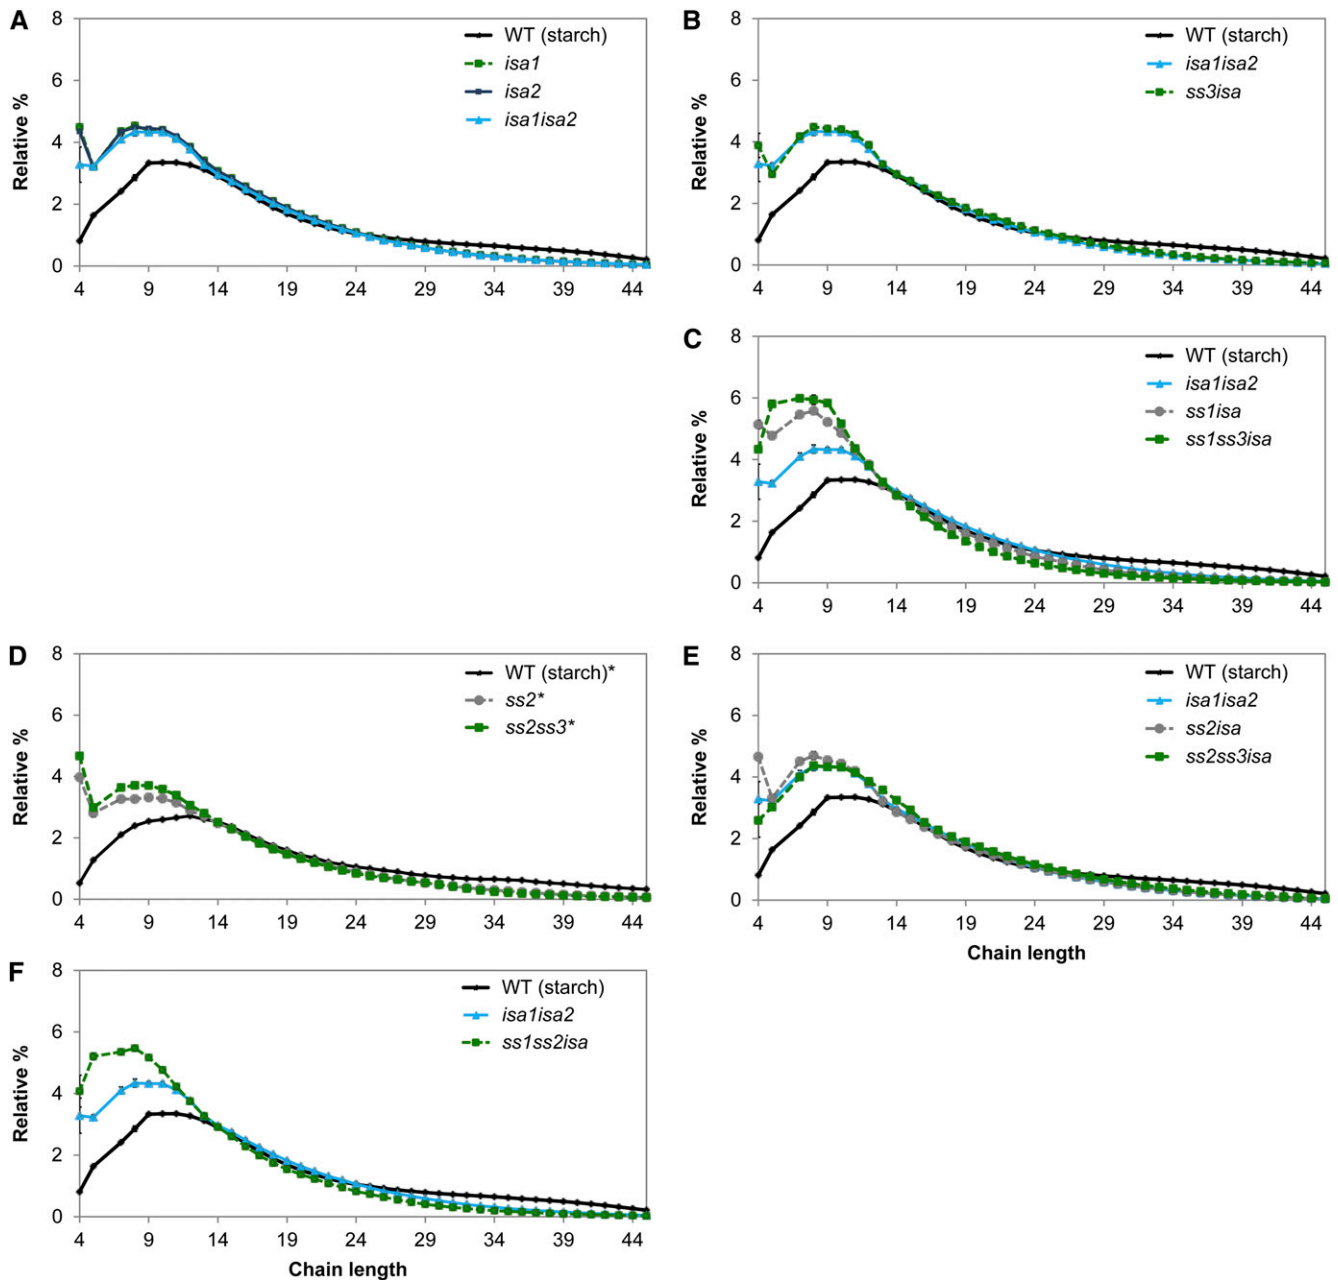 A
8
6
4
2
0
Relative %
WT (starch)
isa1
isa2
isa1isa2
4 9 14 19 24 29 34 39 44
B
8
6
4
2
0
Relative %
WT (starch)
isa1isa2
ss3isa
4 9 14 19 24 29 34 39 44
C
8
6
4
2
0
Relative %
WT (starch)
isa1isa2
ss1isa
ss1ss3isa
4 9 14 19 24 29 34 39 44
D
8
6
4
2
0
Relative %
WT (starch)*
ss2*
ss2ss3*
4 9 14 19 24 29 34 39 44
E
8
6
4
2
0
Relative %
WT (starch)
isa1isa2
ss2isa
ss2ss3isa
4 9 14 19 24 29 34 39 44
Chain length
F
8
6
4
2
0
Relative %
WT (starch)
isa1isa2
ss1ss2isa
4 9 14 19 24 29 34 39 44
Chain length